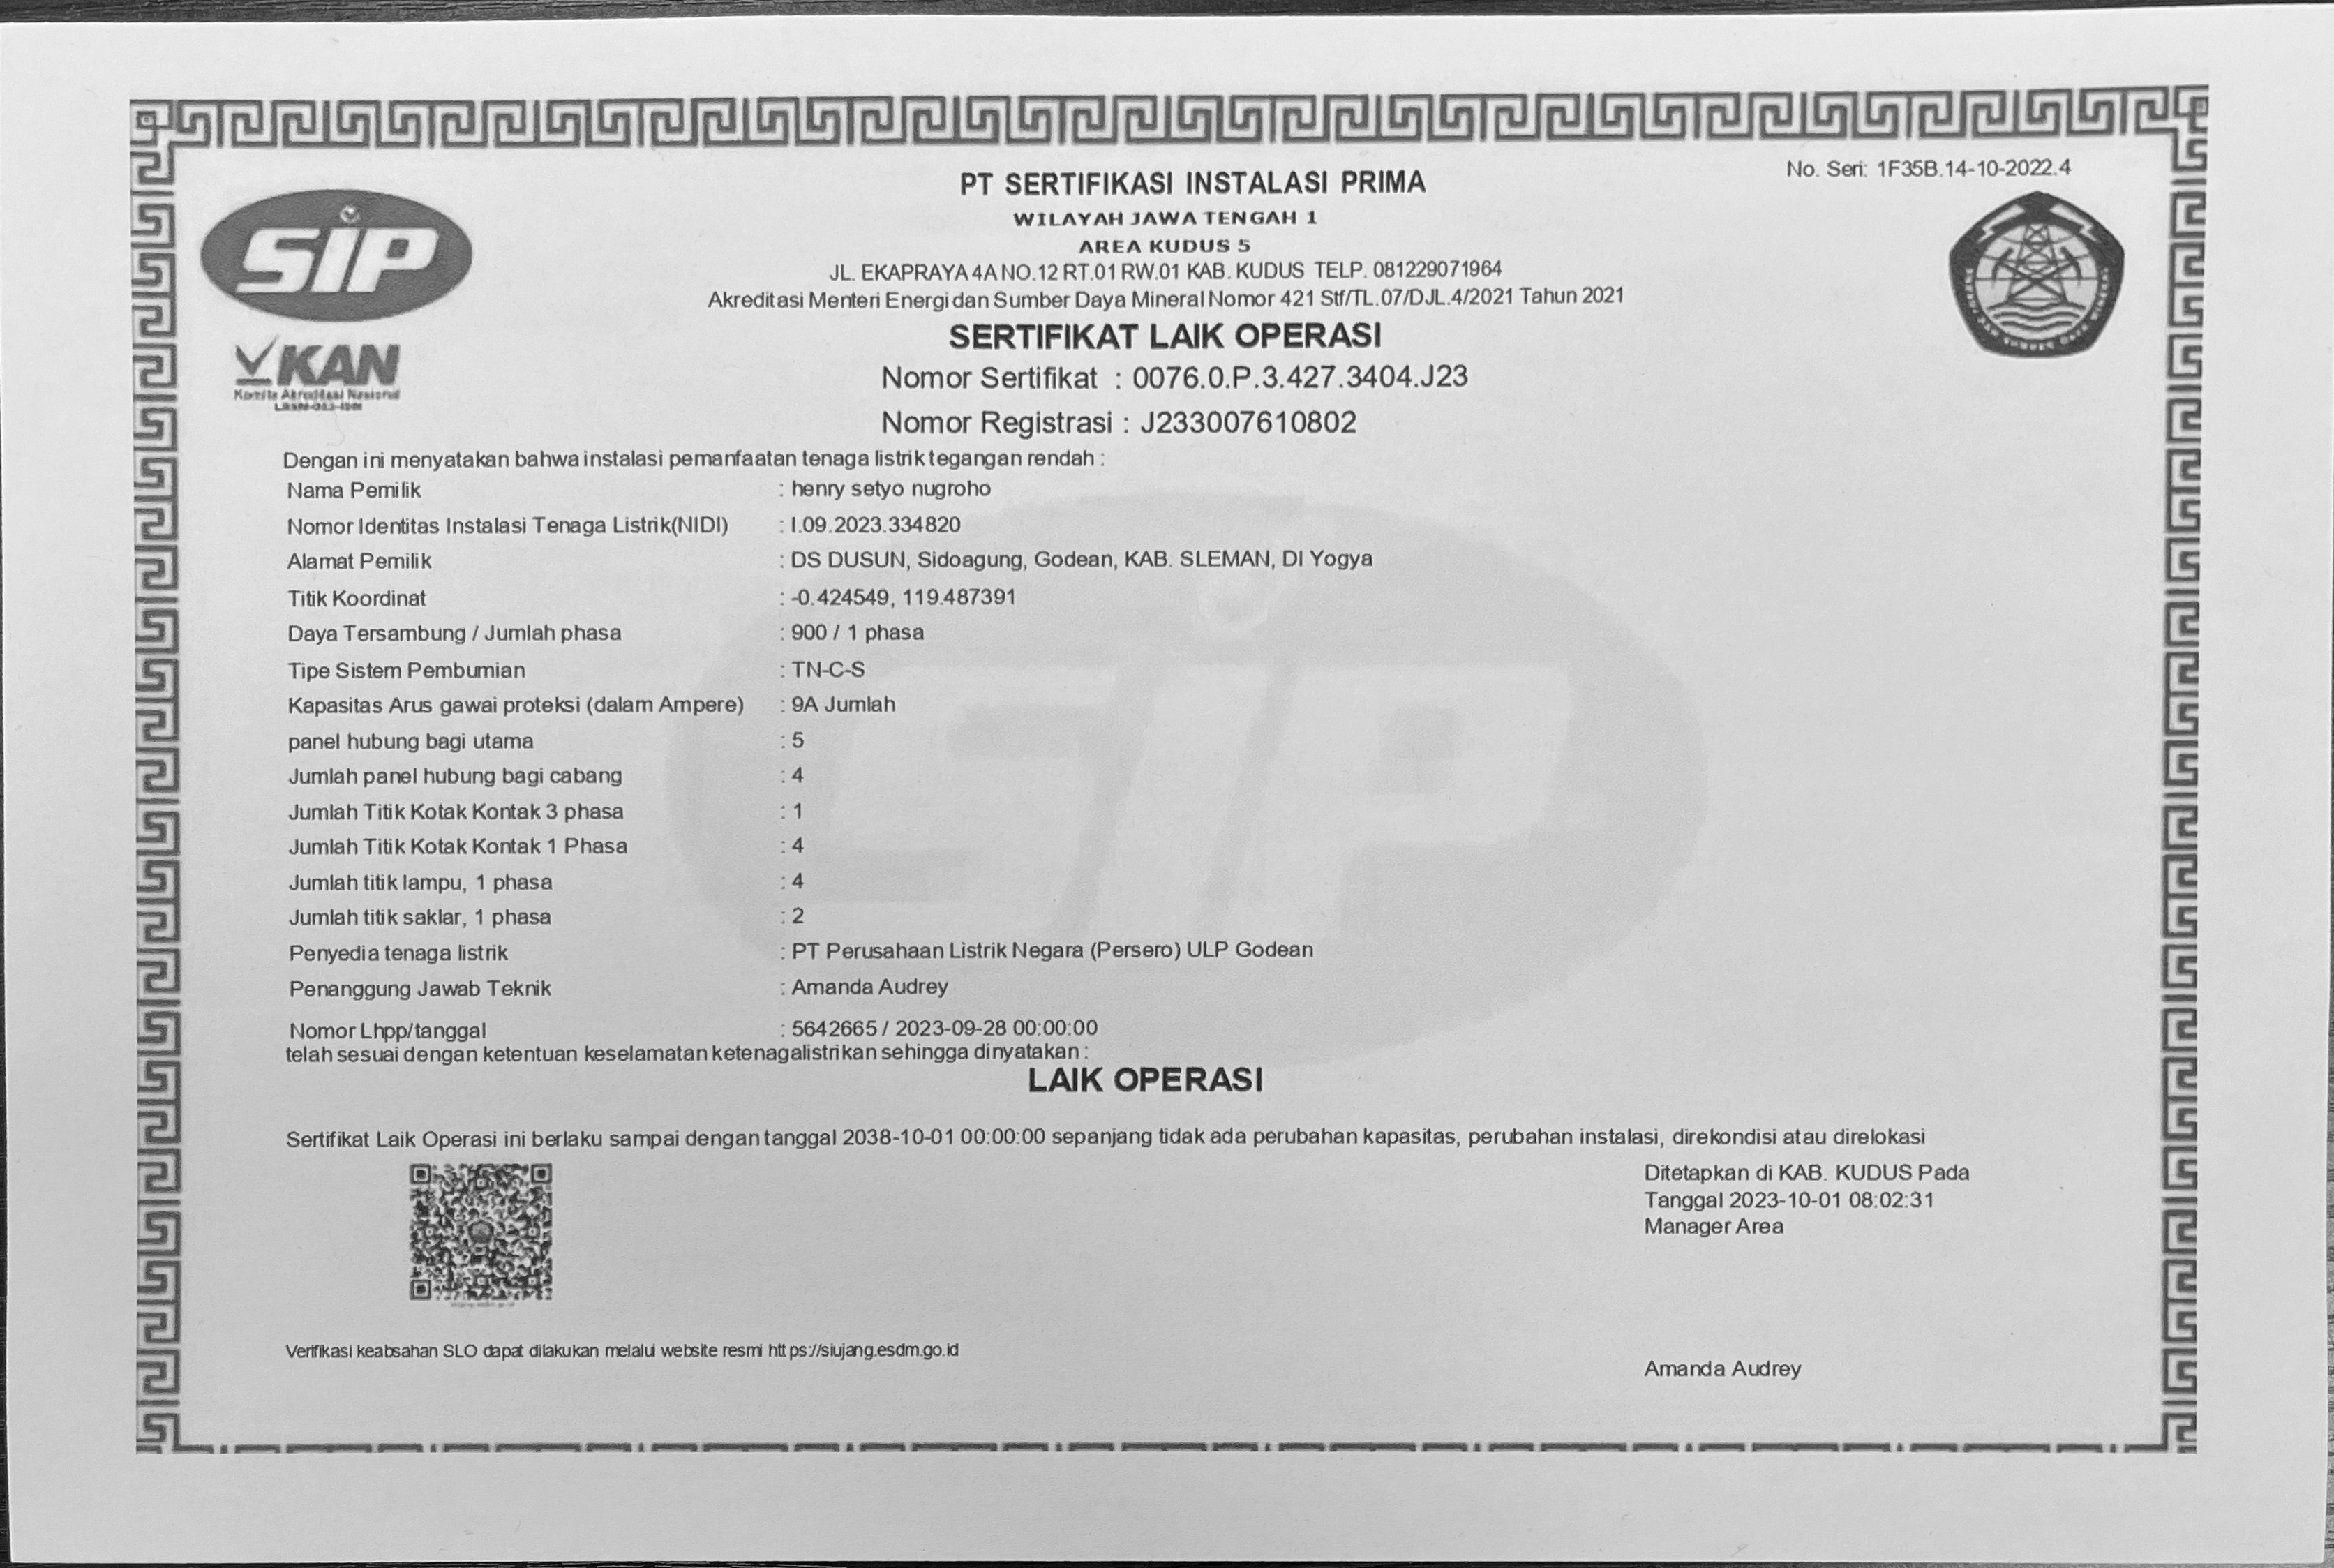 No. Seri: 1F35B.14-10-2022.4
PT SERTIFIKASI INSTALASI PRIMA
WILAYAH JAWA TENGAH 1
AREA KUDUS 5
JL. EKAPRAYA 4A NO.12 RT.01 RW.01 KAB. KUDUS TELP. 081229071964
Akreditasi Menteri Energi dan Sumber Daya Mineral Nomor 421 Stf/TL.07/DJL.4/2021 Tahun 2021
SIP
KAN
Komite Akreditasi Nasional
SERTIFIKAT LAIK OPERASI
Nomor Sertifikat : 0076.0.P.3.427.3404.J23
Nomor Registrasi : J233007610802
Dengan ini menyatakan bahwa instalasi pemanfaatan tenaga listrik tegangan rendah :
Nama Pemilik : henry setyo nugroho
Nomor Identitas Instalasi Tenaga Listrik(NIDI) : I.09.2023.334820
Alamat Pemilik : DS DUSUN, Sidoagung, Godean, KAB. SLEMAN, DI Yogya
Titik Koordinat : -0.424549, 119.487391
Daya Tersambung / Jumlah phasa : 900 / 1 phasa
Tipe Sistem Pembumian : TN-C-S
Kapasitas Arus gawai proteksi (dalam Ampere) : 9A Jumlah
panel hubung bagi utama : 5
Jumlah panel hubung bagi cabang : 4
Jumlah Titik Kotak Kontak 3 phasa : 1
Jumlah Titik Kotak Kontak 1 Phasa : 4
Jumlah titik lampu, 1 phasa : 4
Jumlah titik saklar, 1 phasa : 2
Penyedia tenaga listrik : PT Perusahaan Listrik Negara (Persero) ULP Godean
Penanggung Jawab Teknik : Amanda Audrey
Nomor Lhpp/tanggal : 5642665 / 2023-09-28 00:00:00
telah sesuai dengan ketentuan keselamatan ketenagalistrikan sehingga dinyatakan :
LAIK OPERASI
Sertifikat Laik Operasi ini berlaku sampai dengan tanggal 2038-10-01 00:00:00 sepanjang tidak ada perubahan kapasitas, perubahan instalasi, direkondisi atau direlokasi
Ditetapkan di KAB. KUDUS Pada
Tanggal 2023-10-01 08:02:31
Manager Area
Verifikasi keabsahan SLO dapat dilakukan melalui website resmi https://siujang.esdm.go.id
Amanda Audrey